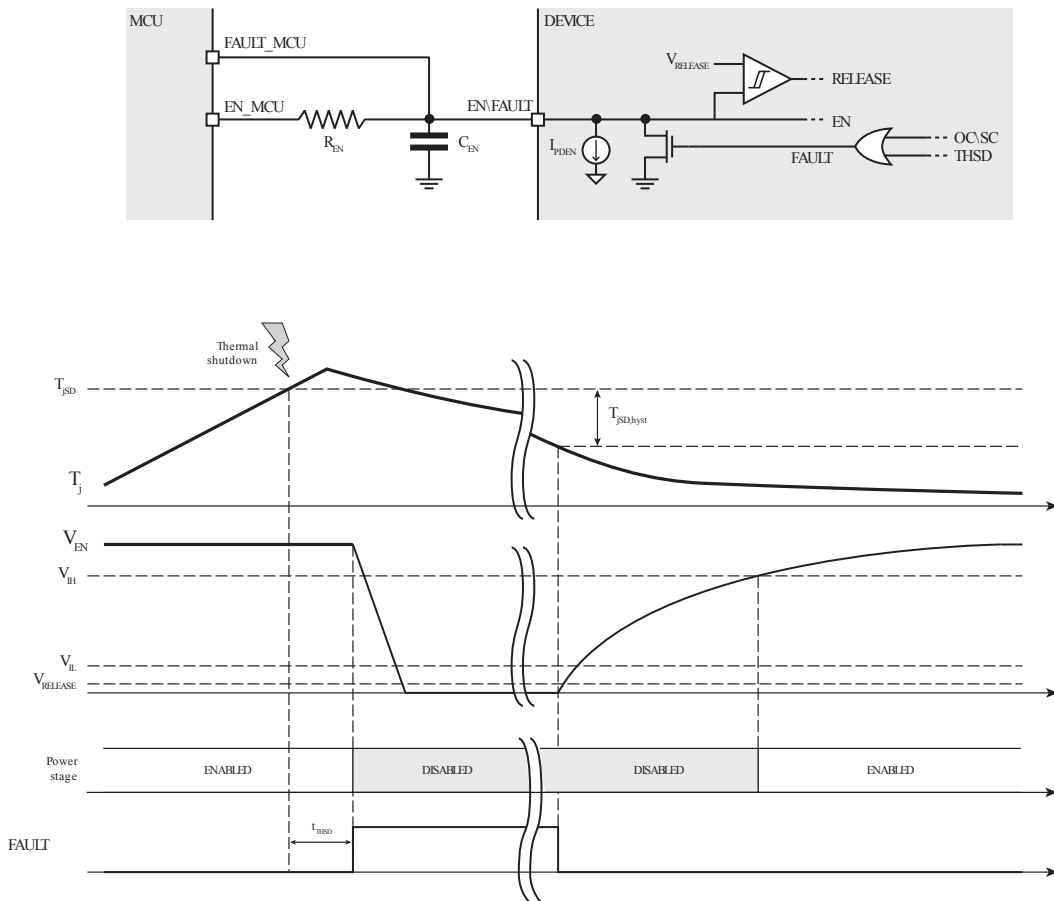 MCU
DEVICE
FAULT_MCU
EN_MCU
R_EN
C_EN
EN\FAULT
V_RELEASE
RELEASE
EN
I_PDEN
FAULT
OC\SC
THSD
Thermal
shutdown
T_jSD
T_jSD,hyst
T_j
V_EN
V_IH
V_IL
V_RELEASE
Power
stage
ENABLED
DISABLED
DISABLED
ENABLED
t_THSD
FAULT